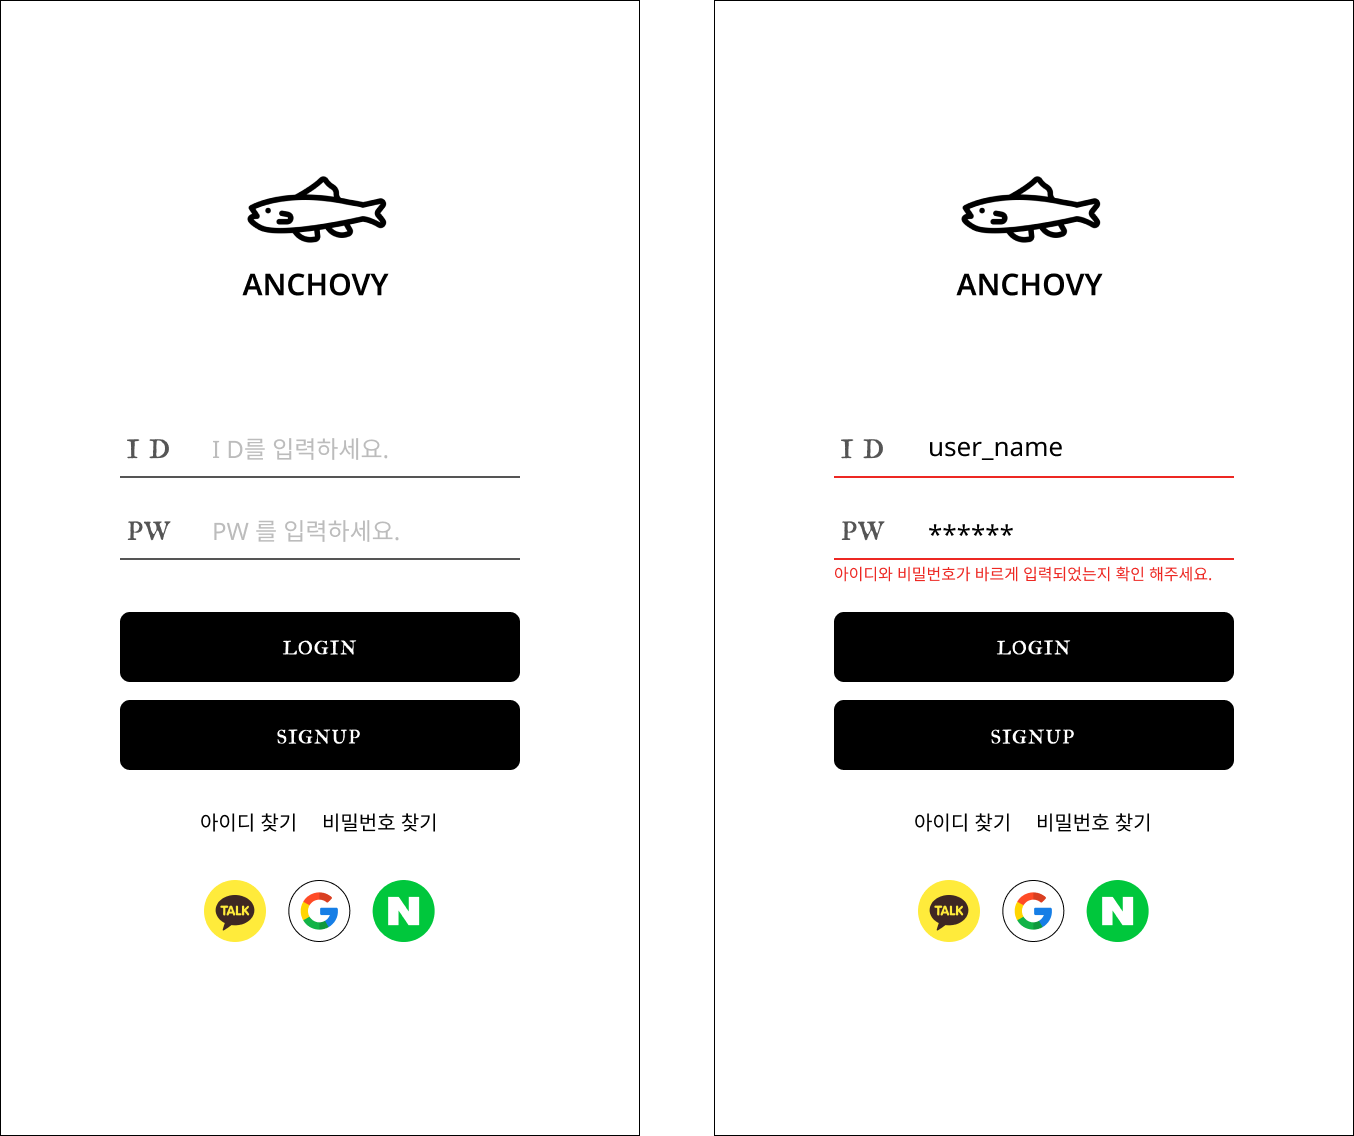 ANCHOVY
I D I D를 입력하세요.
PW PW 를 입력하세요.
LOGIN
SIGNUP
아이디 찾기 비밀번호 찾기
TALK G N
ANCHOVY
I D user_name
PW ******
아이디와 비밀번호가 바르게 입력되었는지 확인 해주세요.
LOGIN
SIGNUP
아이디 찾기 비밀번호 찾기
TALK G N